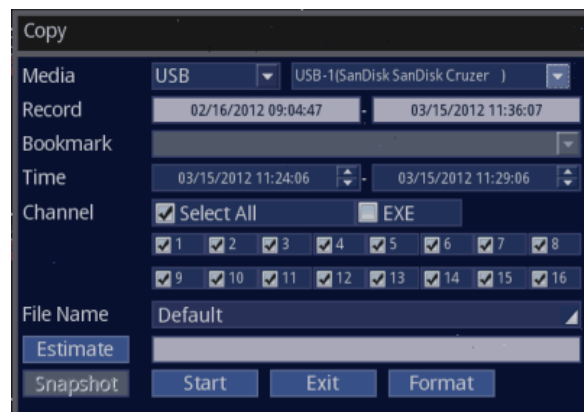 Copy
Media USB USB-1(SanDisk SanDisk Cruzer )
Record 02/16/2012 09:04:47 - 03/15/2012 11:36:07
Bookmark
Time 03/15/2012 11:24:06 - 03/15/2012 11:29:06
Channel Select All EXE
1 2 3 4 5 6 7 8
9 10 11 12 13 14 15 16
File Name Default
Estimate
Snapshot Start Exit Format